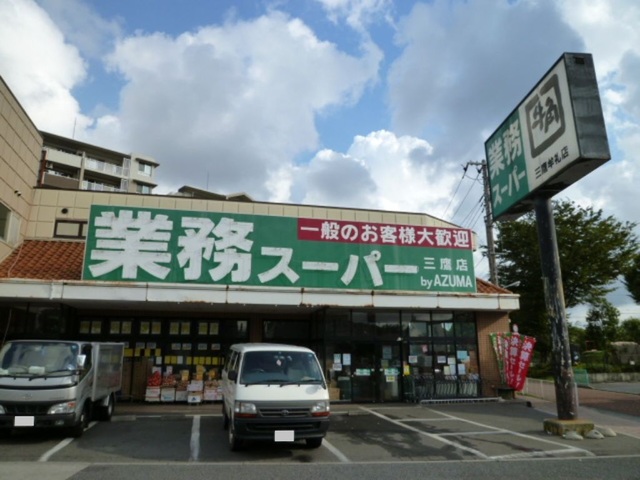 一般のお客様大歓迎
業務スーパー
三鷹店
by AZUMA
業務
スーパー
三鷹牟礼店